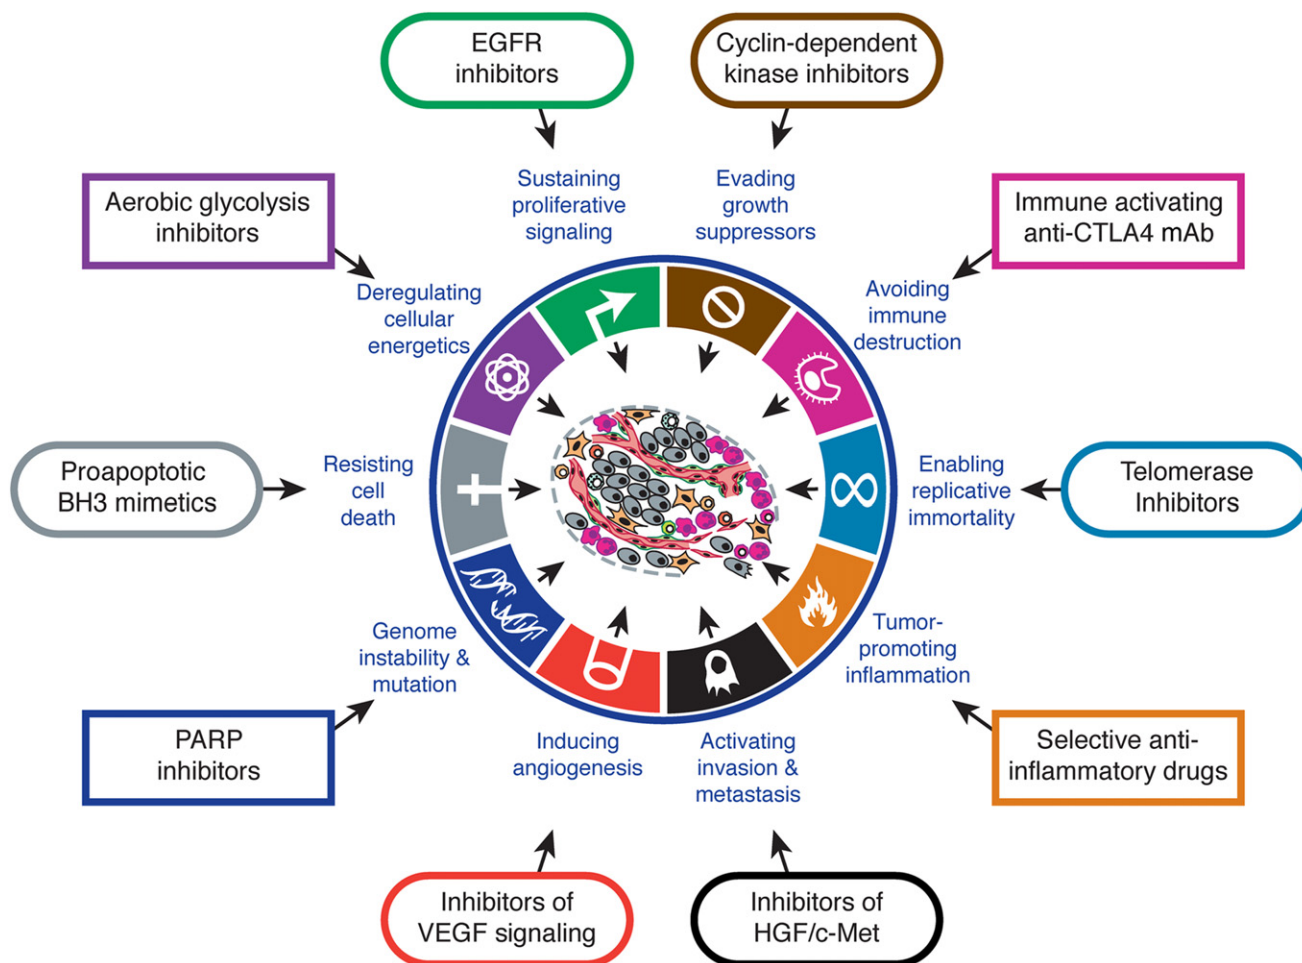 EGFR
inhibitors
Cyclin-dependent
kinase inhibitors
Aerobic glycolysis
inhibitors
Sustaining
proliferative
signaling
Evading
growth
suppressors
Immune activating
anti-CTLA4 mAb
Deregulating
cellular
energetics
Avoiding
immune
destruction
Proapoptotic
BH3 mimetics
Resisting
cell
death
Enabling
replicative
immortality
Telomerase
Inhibitors
Genome
instability &
mutation
Tumor-
promoting
inflammation
PARP
inhibitors
Inducing
angiogenesis
Activating
invasion &
metastasis
Selective anti-
inflammatory drugs
Inhibitors of
VEGF signaling
Inhibitors of
HGF/c-Met